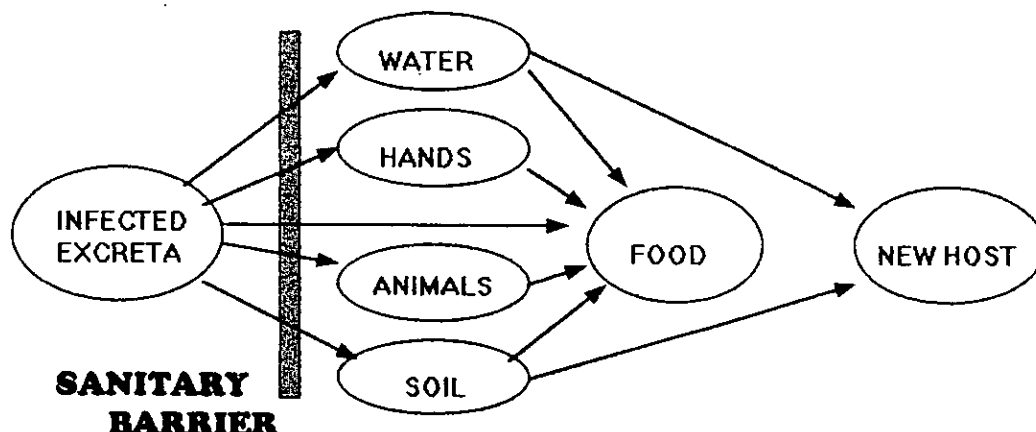 WATER
HANDS
INFECTED
EXCRETA
FOOD
NEW HOST
ANIMALS
SOIL
SANITARY
BARRIER